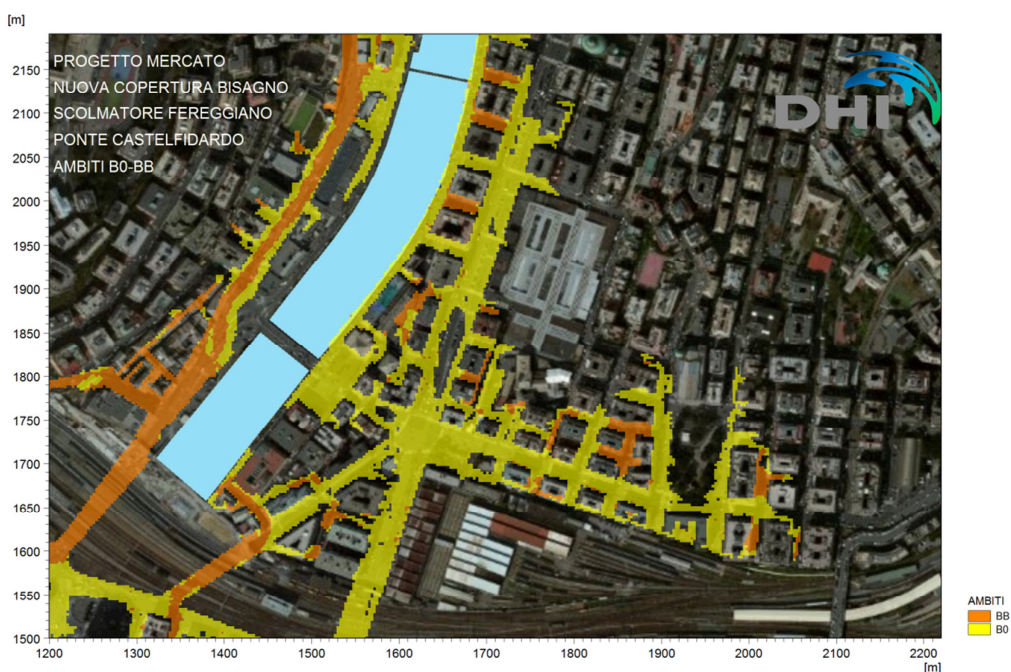 [m]
PROGETTO MERCATO
NUOVA COPERTURA BISAGNO
SCOLMATORE FEREGGIANO
PONTE CASTELFIDARDO
AMBITI B0-BB
DHI
2150
2100
2050
2000
1950
1900
1850
1800
1750
1700
1650
1600
1550
1500
1200 1300 1400 1500 1600 1700 1800 1900 2000 2100 2200
[m]
AMBITI
BB
B0